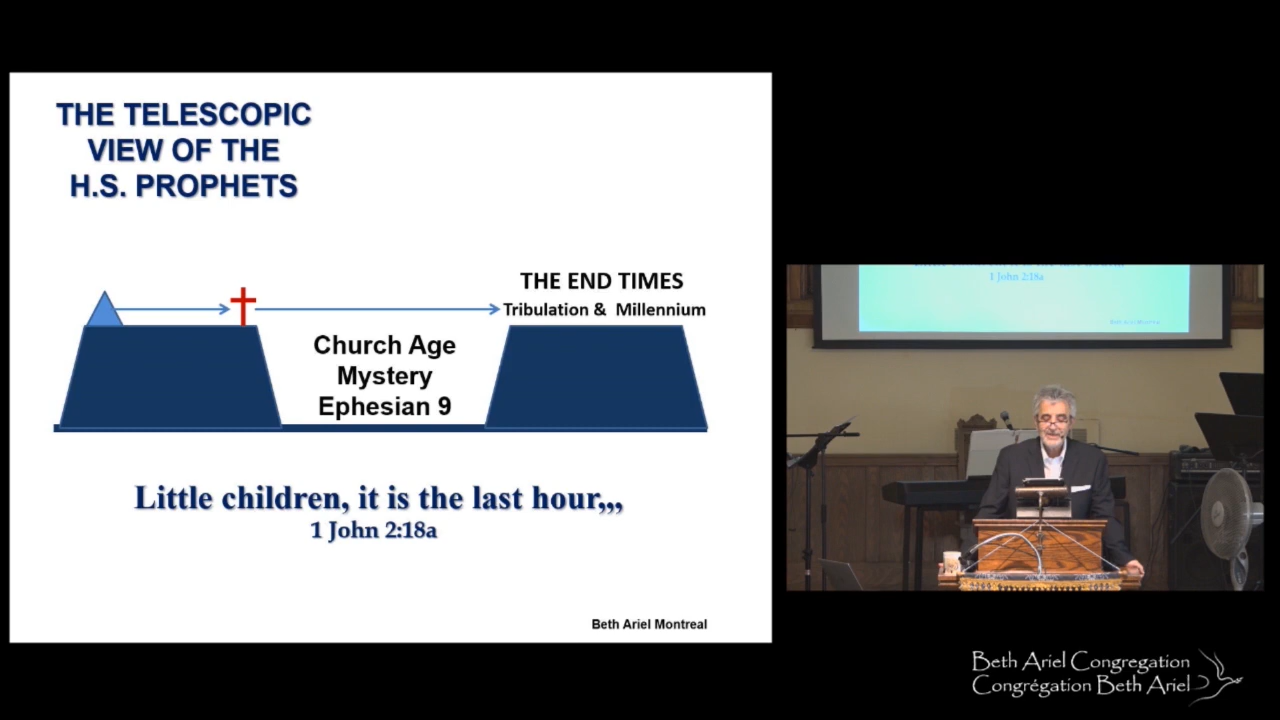 THE TELESCOPIC
VIEW OF THE
H.S. PROPHETS
THE END TIMES
Tribulation & Millennium
Church Age
Mystery
Ephesian 9
Little children, it is the last hour,,,
1 John 2:18a
Beth Ariel Montreal
1 John 2:18a
Beth Ariel Congregation
Congrégation Beth Ariel